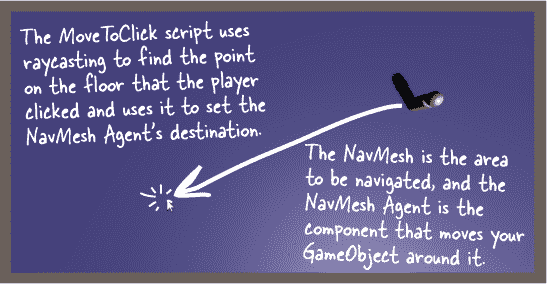 The MoveToClick script uses
raycasting to find the point
on the floor that the player
clicked and uses it to set the
NavMesh Agent's destination.
The NavMesh is the area
to be navigated, and the
NavMesh Agent is the
component that moves your
GameObject around it.